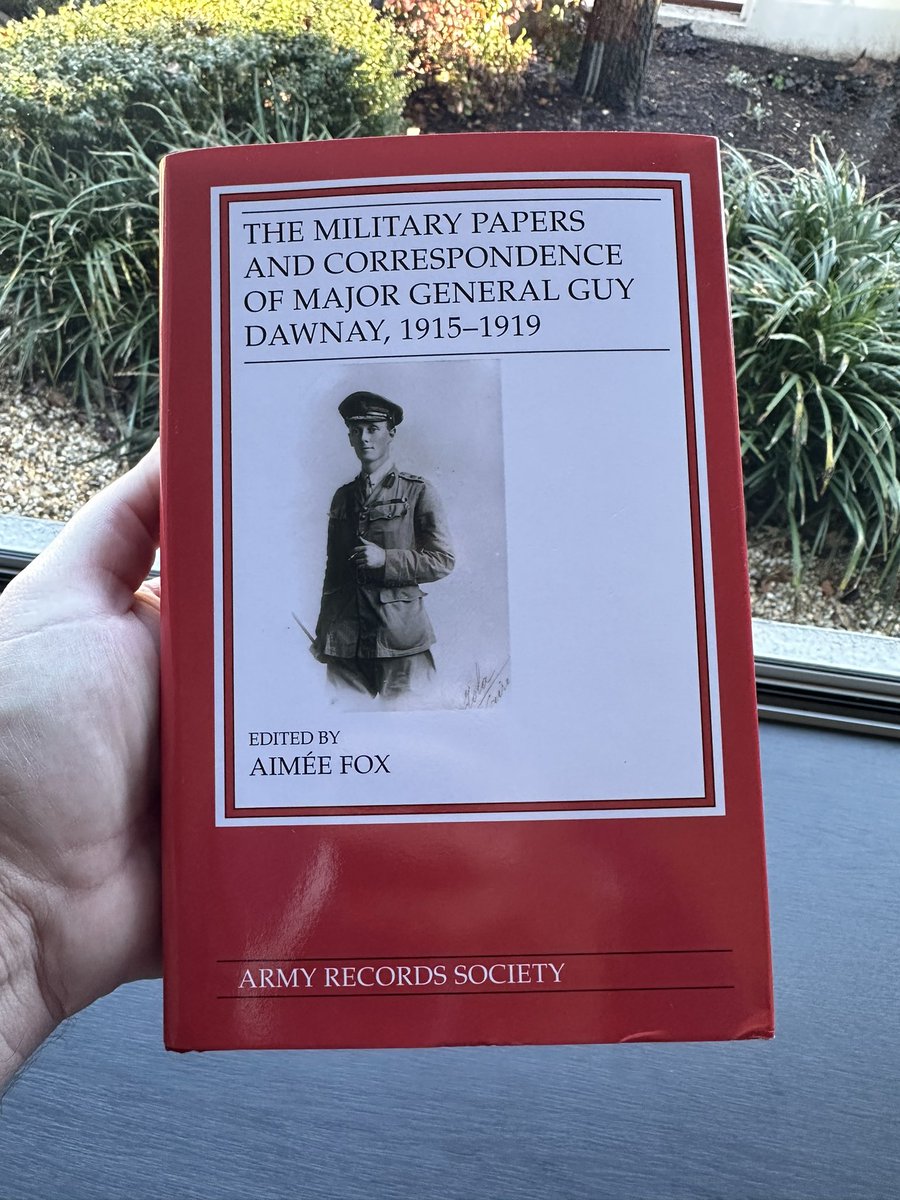 THE MILITARY PAPERS
AND CORRESPONDENCE
OF MAJOR GENERAL GUY
DAWNAY, 1915–1919
EDITED BY
AIMÉE FOX
ARMY RECORDS SOCIETY